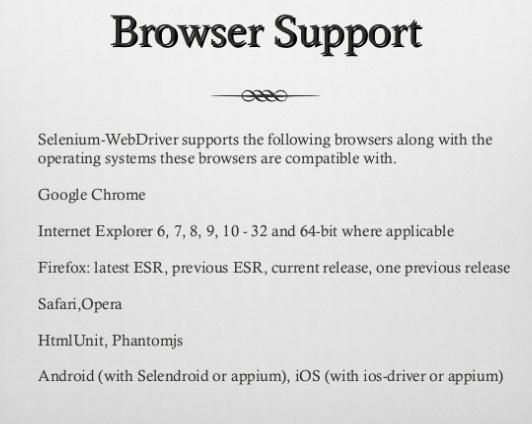 Browser Support
Selenium-WebDriver supports the following browsers along with the
operating systems these browsers are compatible with.
Google Chrome
Internet Explorer 6, 7, 8, 9, 10 - 32 and 64-bit where applicable
Firefox: latest ESR, previous ESR, current release, one previous release
Safari,Opera
HtmlUnit, Phantomjs
Android (with Selendroid or appium), iOS (with ios-driver or appium)